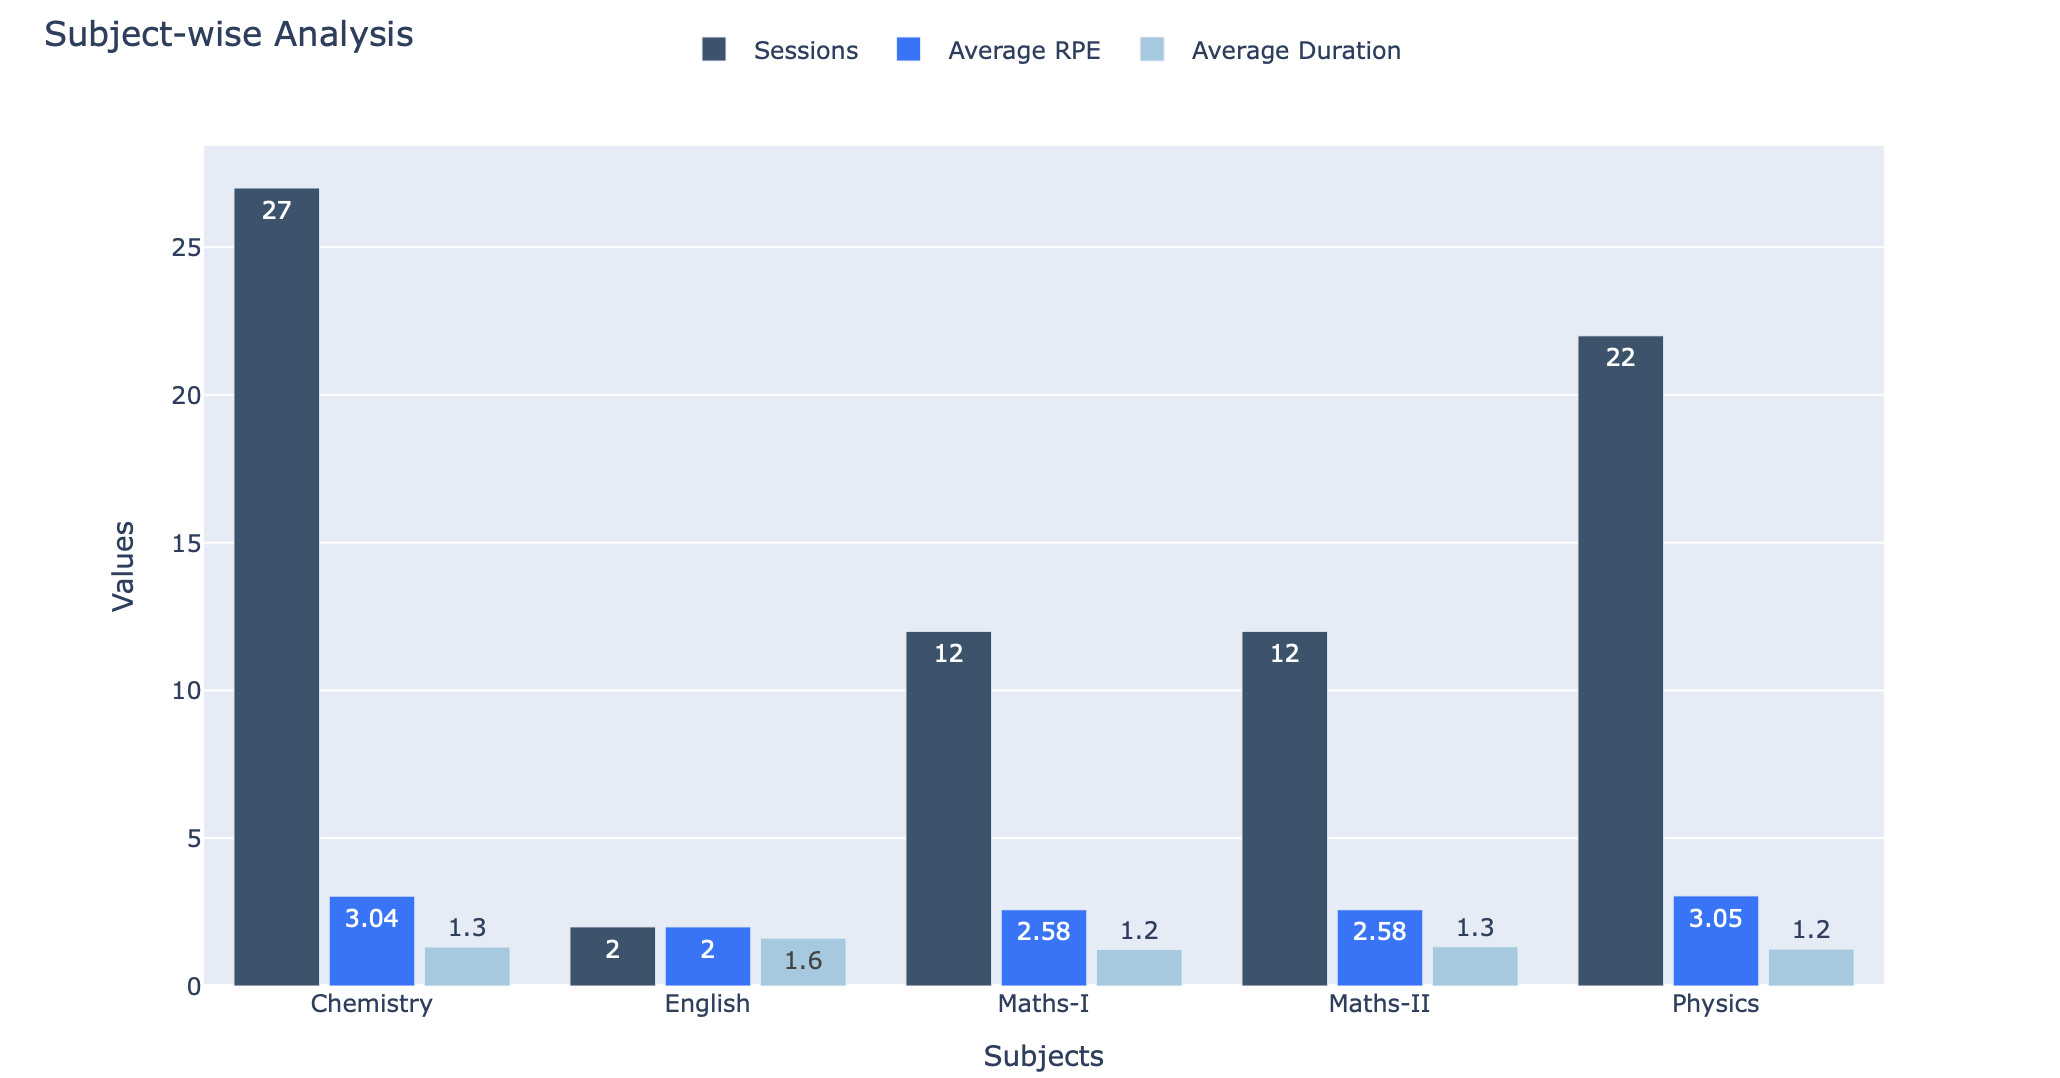 Subject-wise Analysis
Sessions Average RPE Average Duration
Values
25
20
15
10
5
0
27 3.04 1.3
2 2 1.6
12 2.58 1.2
12 2.58 1.3
22 3.05 1.2
Chemistry English Maths-I Maths-II Physics
Subjects